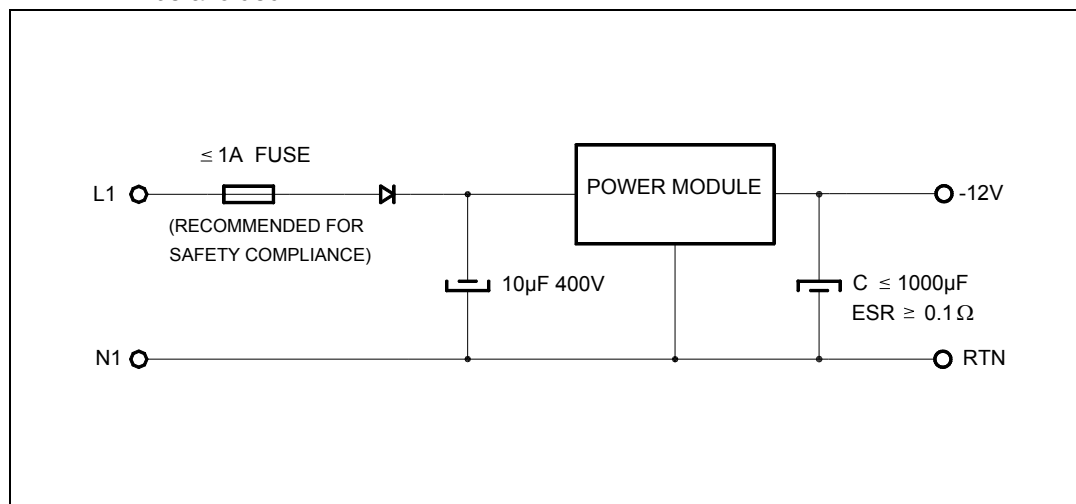 ≤ 1A FUSE
L1
(RECOMMENDED FOR
SAFETY COMPLIANCE)
POWER MODULE
-12V
10µF 400V
C ≤ 1000µF
ESR ≥ 0.1Ω
N1
RTN